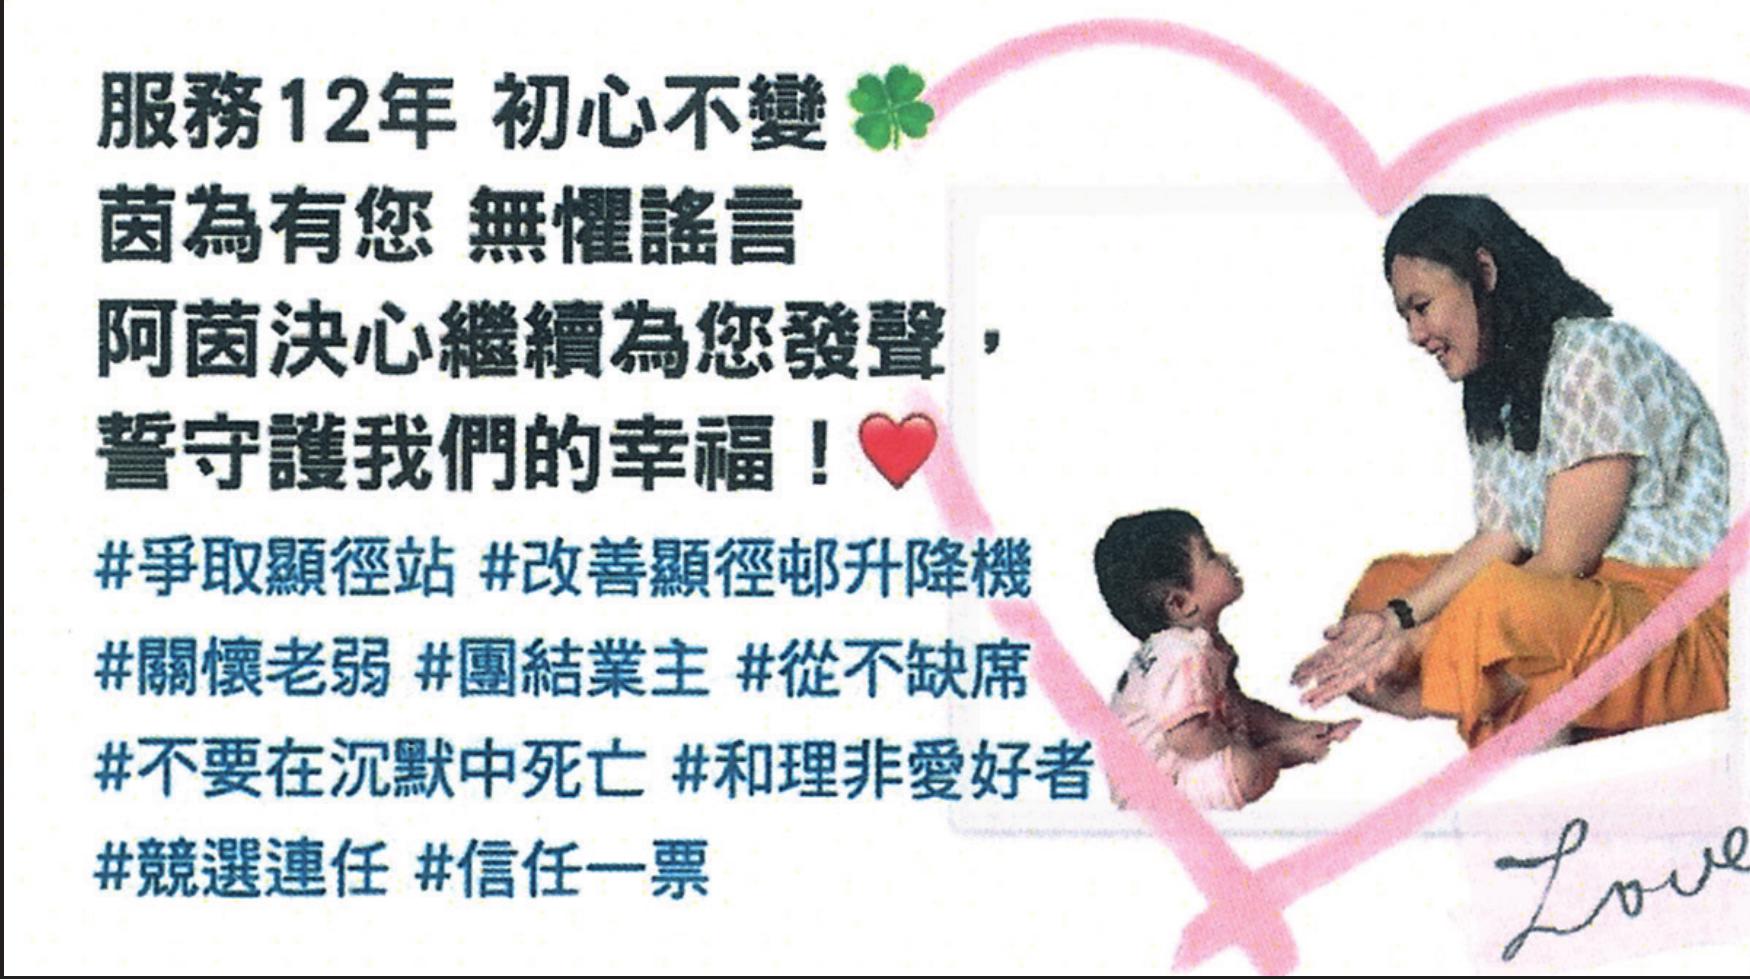 服務12年 初心不變🍀
茵為有您 無懼謠言
阿茵決心繼續為您發聲，
誓守護我們的幸福！❤️
#爭取顯徑站 #改善顯徑邨升降機
#關懷老弱 #團結業主 #從不缺席
#不要在沉默中死亡 #和理非愛好者
#競選連任 #信任一票
Love